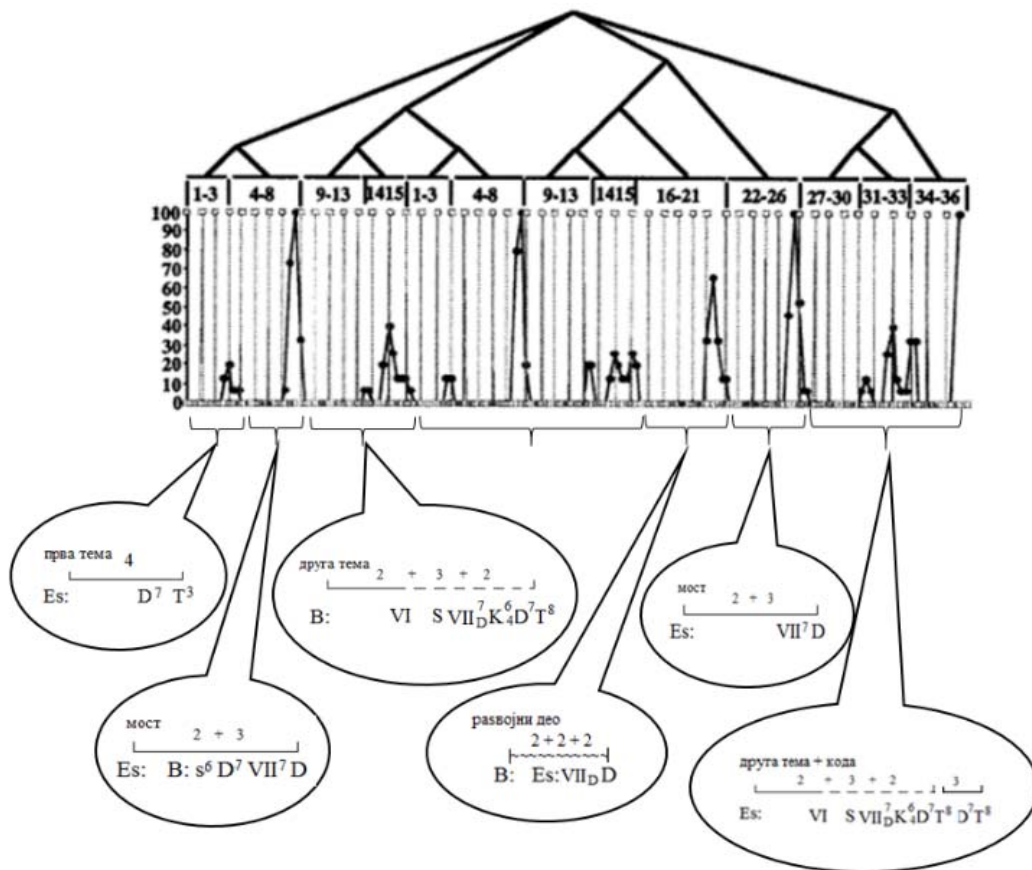 1-3 4-8 9-13 1415 1-3 4-8 9-13 1415 16-21 22-26 27-30 31-33 34-36
100
90
80
70
60
50
40
30
20
10
0
прва тема 4
Es: D⁷ T³
мост
2 + 3
Es: B: s⁶ D⁷ VII⁷ D
друга тема
2 + 3 + 2
B: VI S VII⁷D K⁶₄ D⁷ T⁸
развојни део
2 + 2 + 2
B: Es: VIID D
мост
2 + 3
Es: VII⁷ D
друга тема + кода
2 + 3 + 2 3
Es: VI S VII⁷D K⁶₄ D⁷ T⁸ D⁷ T⁸